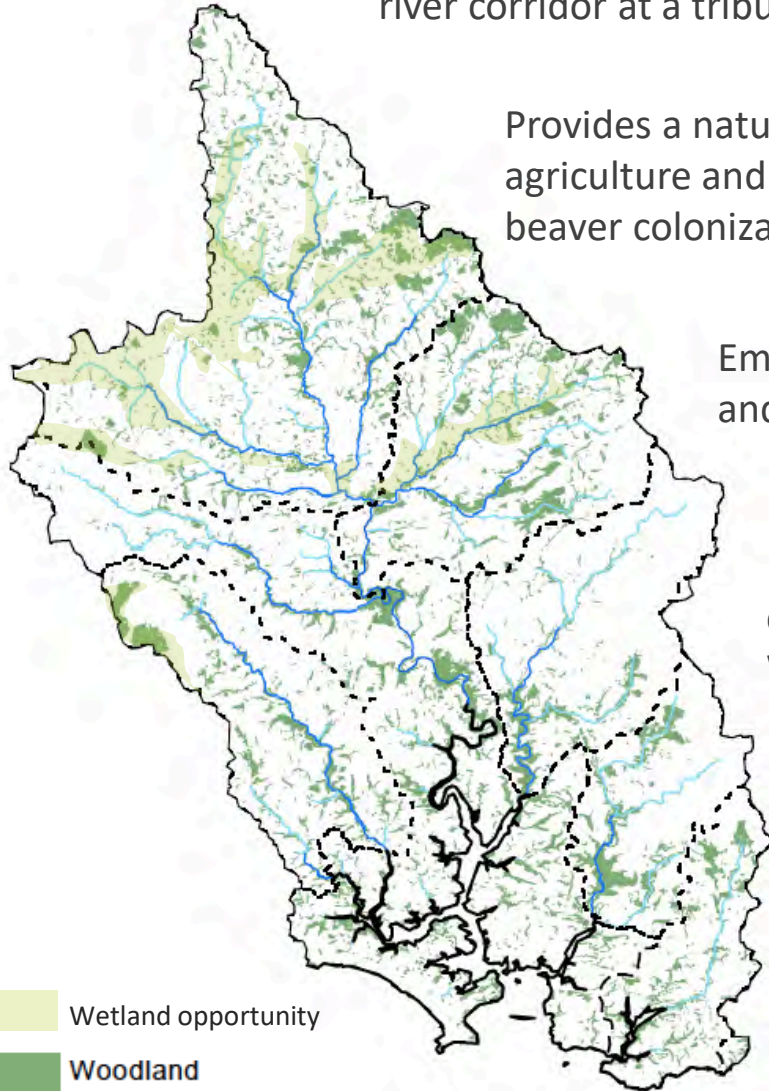 river corridor at a tribu
Provides a natu
agriculture and
beaver coloniza
Em
and
Wetland opportunity
Woodland